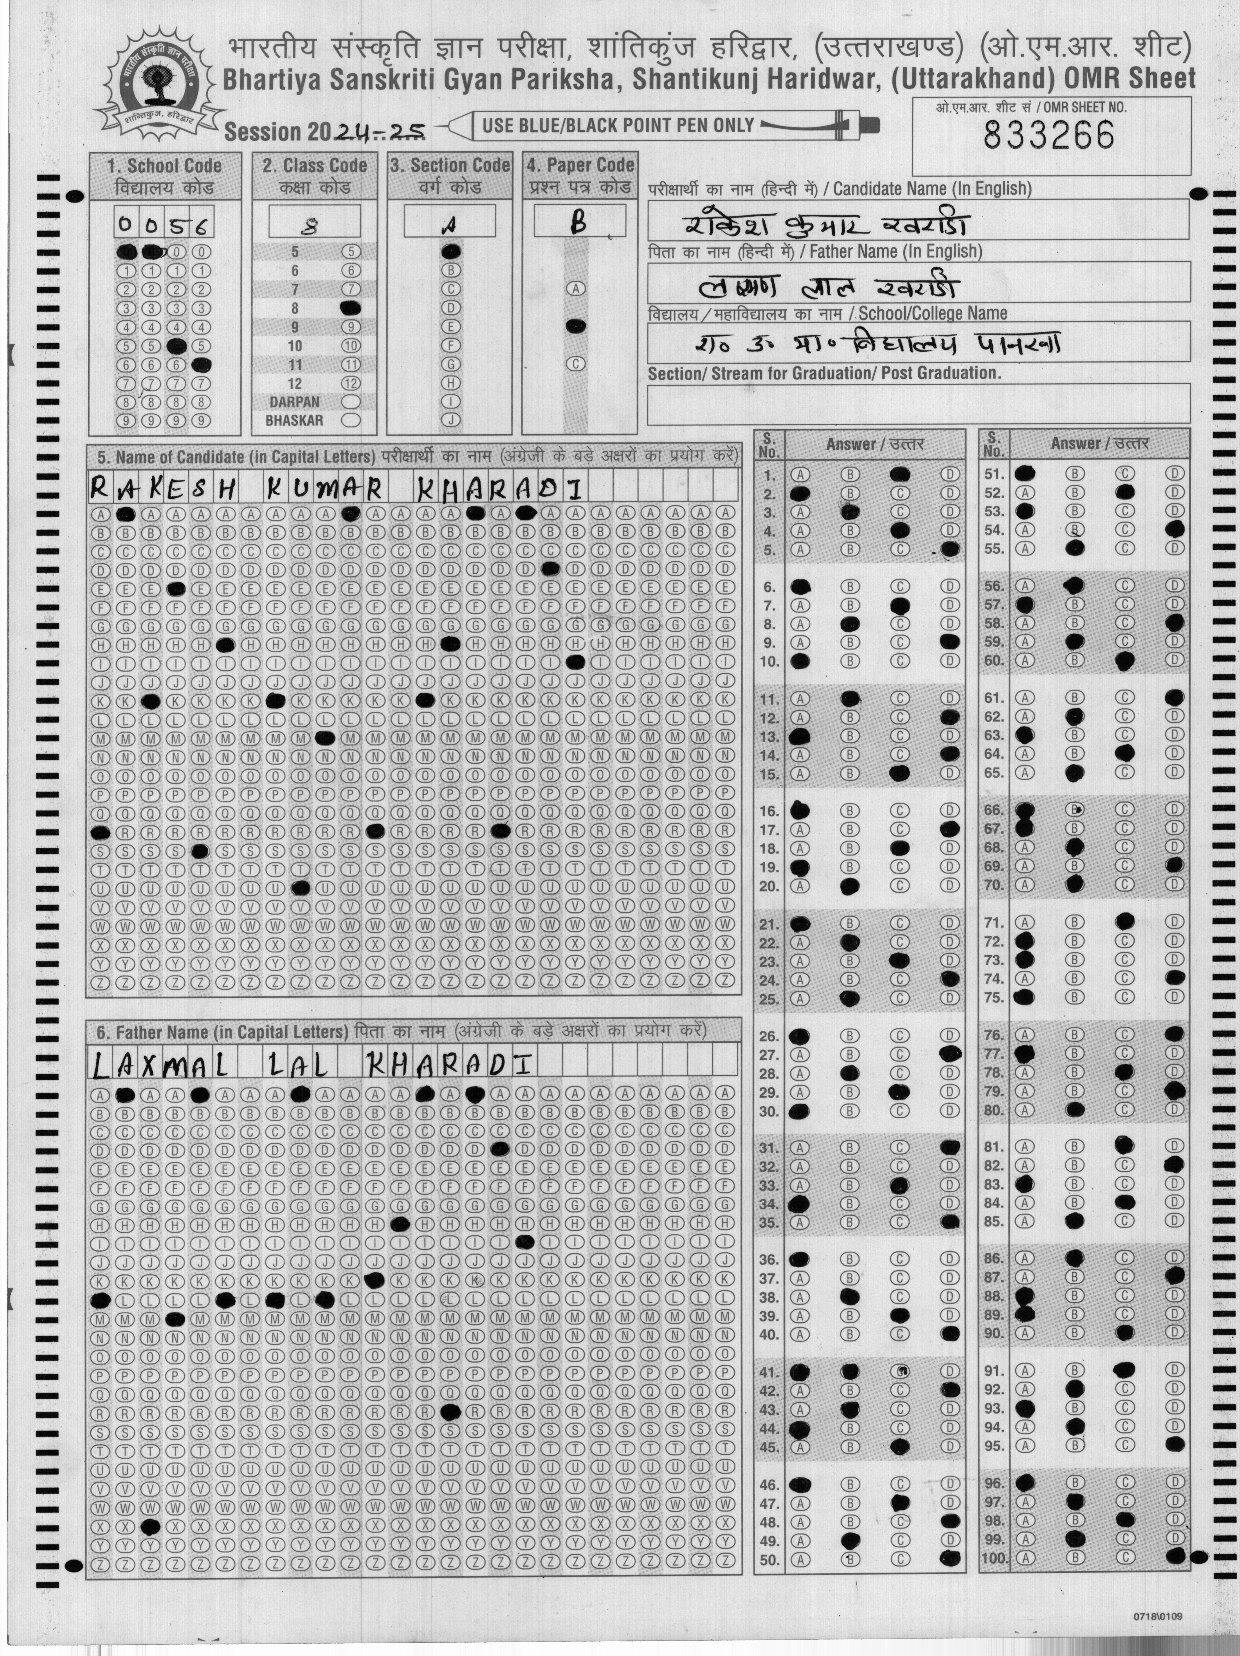 भारतीय संस्कृति ज्ञान परीक्षा, शांतिकुंज हरिद्वार, (उत्तराखण्ड) (ओ.एम.आर. शीट)
Bhartiya Sanskriti Gyan Pariksha, Shantikunj Haridwar, (Uttarakhand) OMR Sheet
Session 2024-25
USE BLUE/BLACK POINT PEN ONLY
ओ.एम.आर. शीट सं / OMR SHEET NO.
833266
1. School Code
विद्यालय कोड
0056
2. Class Code
कक्षा कोड
8
5
6
7
8
9
10
11
12
DARPAN
BHASKAR
3. Section Code
वर्ग कोड
A
4. Paper Code
प्रश्न पत्र कोड
B
परीक्षार्थी का नाम (हिन्दी में) / Candidate Name (In English)
राकेश कुमार खराडी
पिता का नाम (हिन्दी में) / Father Name (In English)
लाल खराडी
विद्यालय/महाविद्यालय का नाम / School/College Name
रा० उ० प्रा० विद्यालय पानरवा
Section/ Stream for Graduation/ Post Graduation.
5. Name of Candidate (in Capital Letters) परीक्षार्थी का नाम (अंग्रेजी के बड़े अक्षरों का प्रयोग करें)
RAKESH KUMAR KHARADI
6. Father Name (in Capital Letters) पिता का नाम (अंग्रेजी के बड़े अक्षरों का प्रयोग करें)
LAXMAL LAL KHARADI
S. No. Answer / उत्तर
S. No. Answer / उत्तर
0718\0109